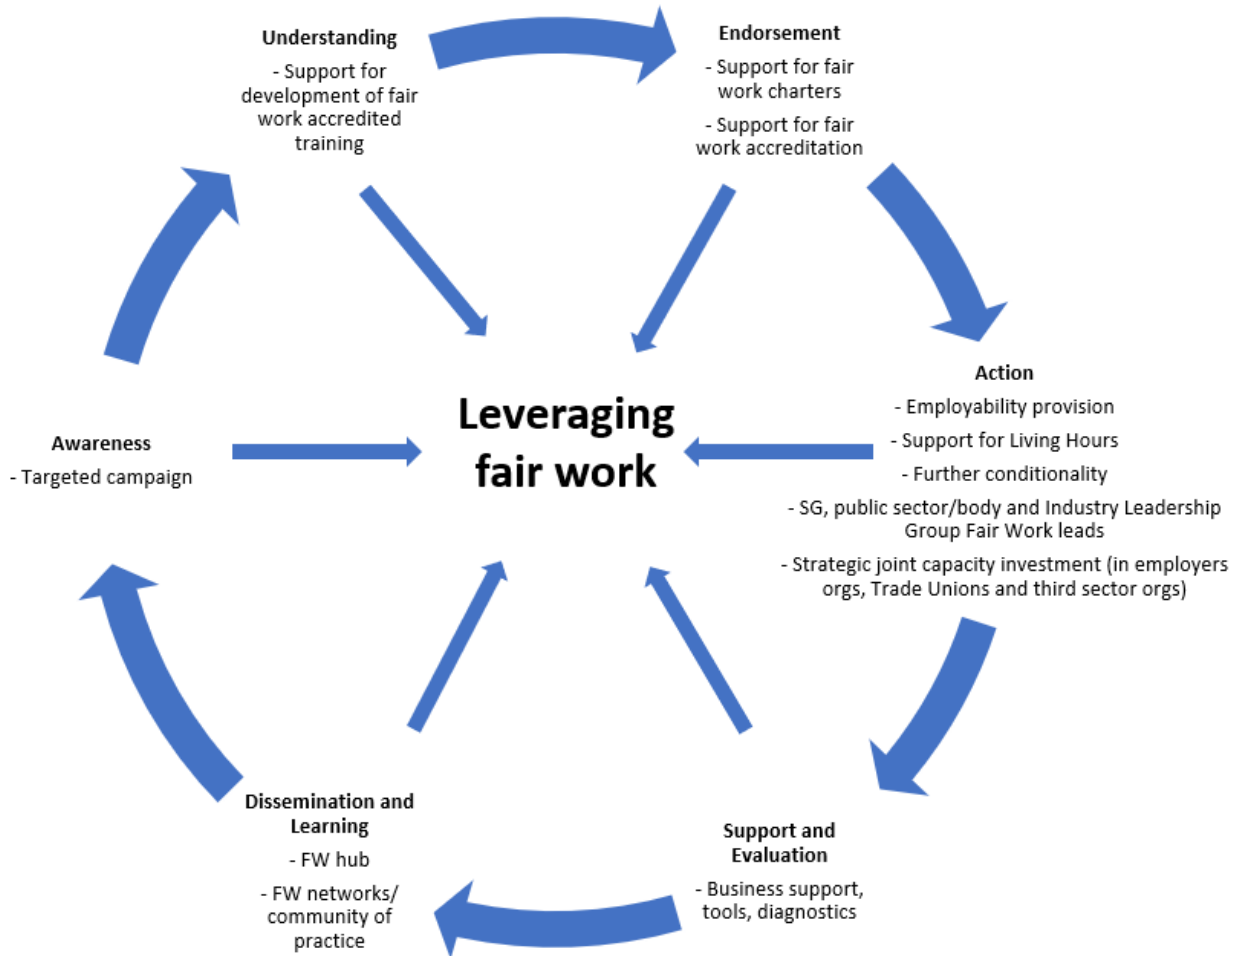 Understanding
- Support for
development of fair
work accredited
training
Endorsement
- Support for fair
work charters
- Support for fair
work accreditation
Action
- Employability provision
- Support for Living Hours
- Further conditionality
- SG, public sector/body and Industry Leadership
Group Fair Work leads
- Strategic joint capacity investment (in employers
orgs, Trade Unions and third sector orgs)
Support and
Evaluation
- Business support,
tools, diagnostics
Dissemination and
Learning
- FW hub
- FW networks/
community of
practice
Awareness
- Targeted campaign
Leveraging
fair work